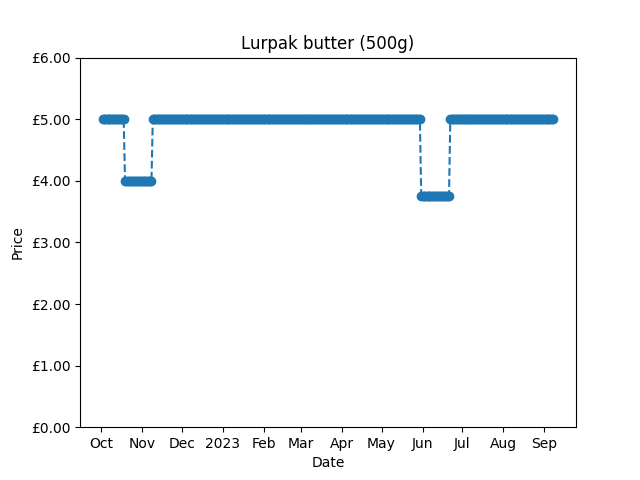 Lurpak butter (500g)
£6.00
£5.00
£4.00
£3.00
£2.00
£1.00
£0.00
Price
Oct Nov Dec 2023 Feb Mar Apr May Jun Jul Aug Sep
Date